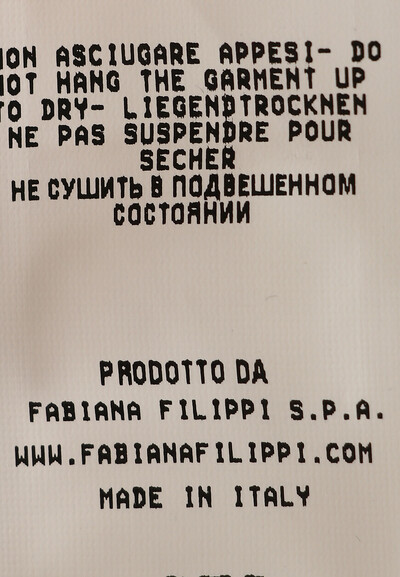 NON ASCIUGARE APPESI- DO
NOT HANG THE GARMENT UP
TO DRY- LIEGENDTROCKNEN
NE PAS SUSPENDRE POUR
SECHER
НЕ СУШИТЬ В ПОДВЕШЕННОМ
СОСТОЯНИИ
PRODOTTO DA
FABIANA FILIPPI S.P.A.
WWW.FABIANAFILIPPI.COM
MADE IN ITALY